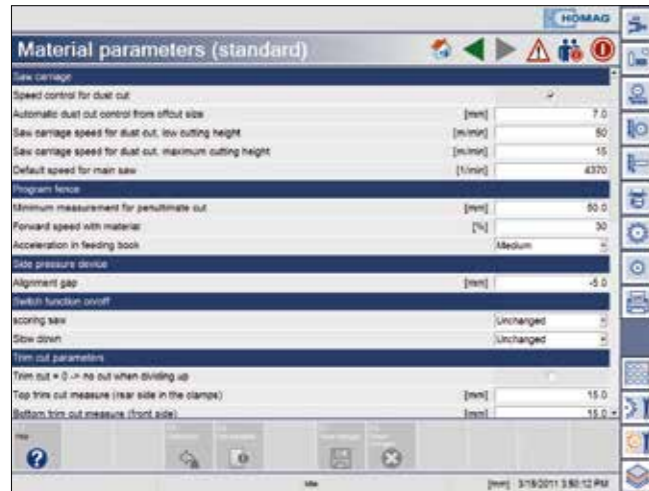 HOMAG
Material parameters (standard)
Saw carriage
Speed control for dust cut
Automatic dust cut control from offcut size [mm] 7.0
Saw carriage speed for dust cut, low cutting height [m/min] 50
Saw carriage speed for dust cut, maximum cutting height [m/min] 15
Default speed for main saw [1/min] 4370
Program fence
Minimum measurement for penultimate cut [mm] 50.0
Forward speed with material [%] 30
Acceleration in feeding book Medium
Side pressure device
Alignment gap [mm] -5.0
Switch function on/off
scoring saw Unchanged
Slow down Unchanged
Trim cut parameters
Trim cut = 0 -> no cut when dividing up
Top trim cut measure (rear side in the clamps) [mm] 15.0
Bottom trim cut measure (front side) [mm] 15.0
Idle [mm] 3/15/2011 3:50:12 PM